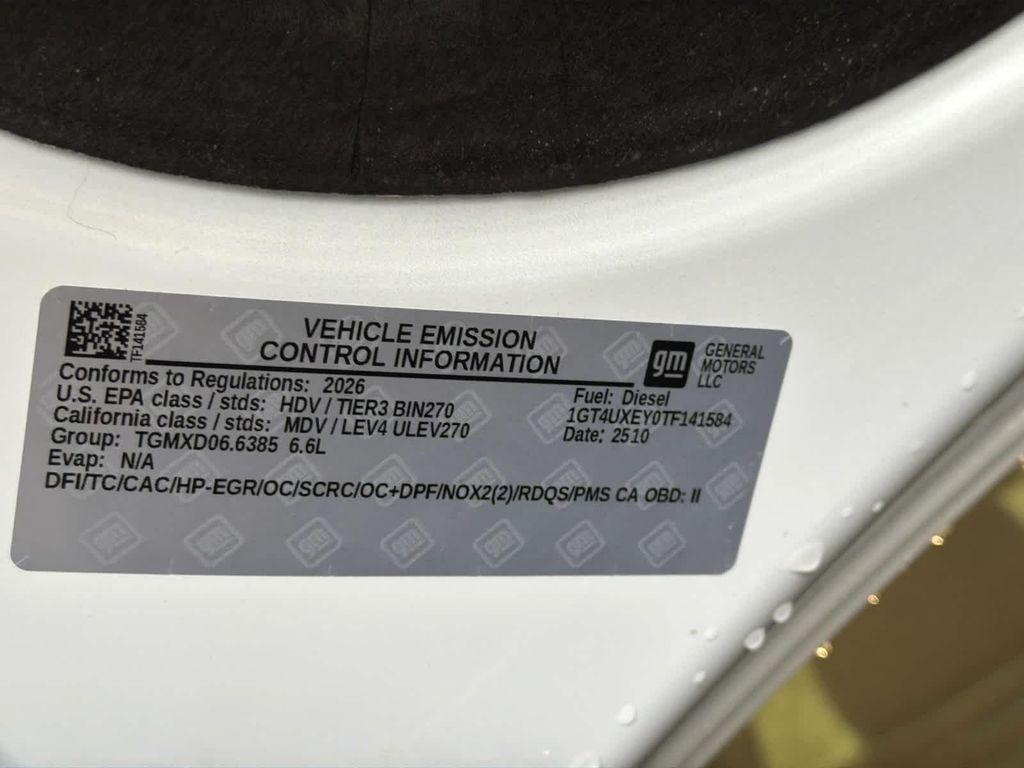 TF141584
VEHICLE EMISSION
CONTROL INFORMATION
gm
GENERAL
MOTORS
LLC
Conforms to Regulations: 2026
U.S. EPA class / stds: HDV / TIER3 BIN270
California class / stds: MDV / LEV4 ULEV270
Group: TGMXD06.6385 6.6L
Evap: N/A
Fuel: Diesel
1GT4UXEY0TF141584
Date: 2510
DFI/TC/CAC/HP-EGR/OC/SCRC/OC+DPF/NOX2(2)/RDQS/PMS CA OBD: II